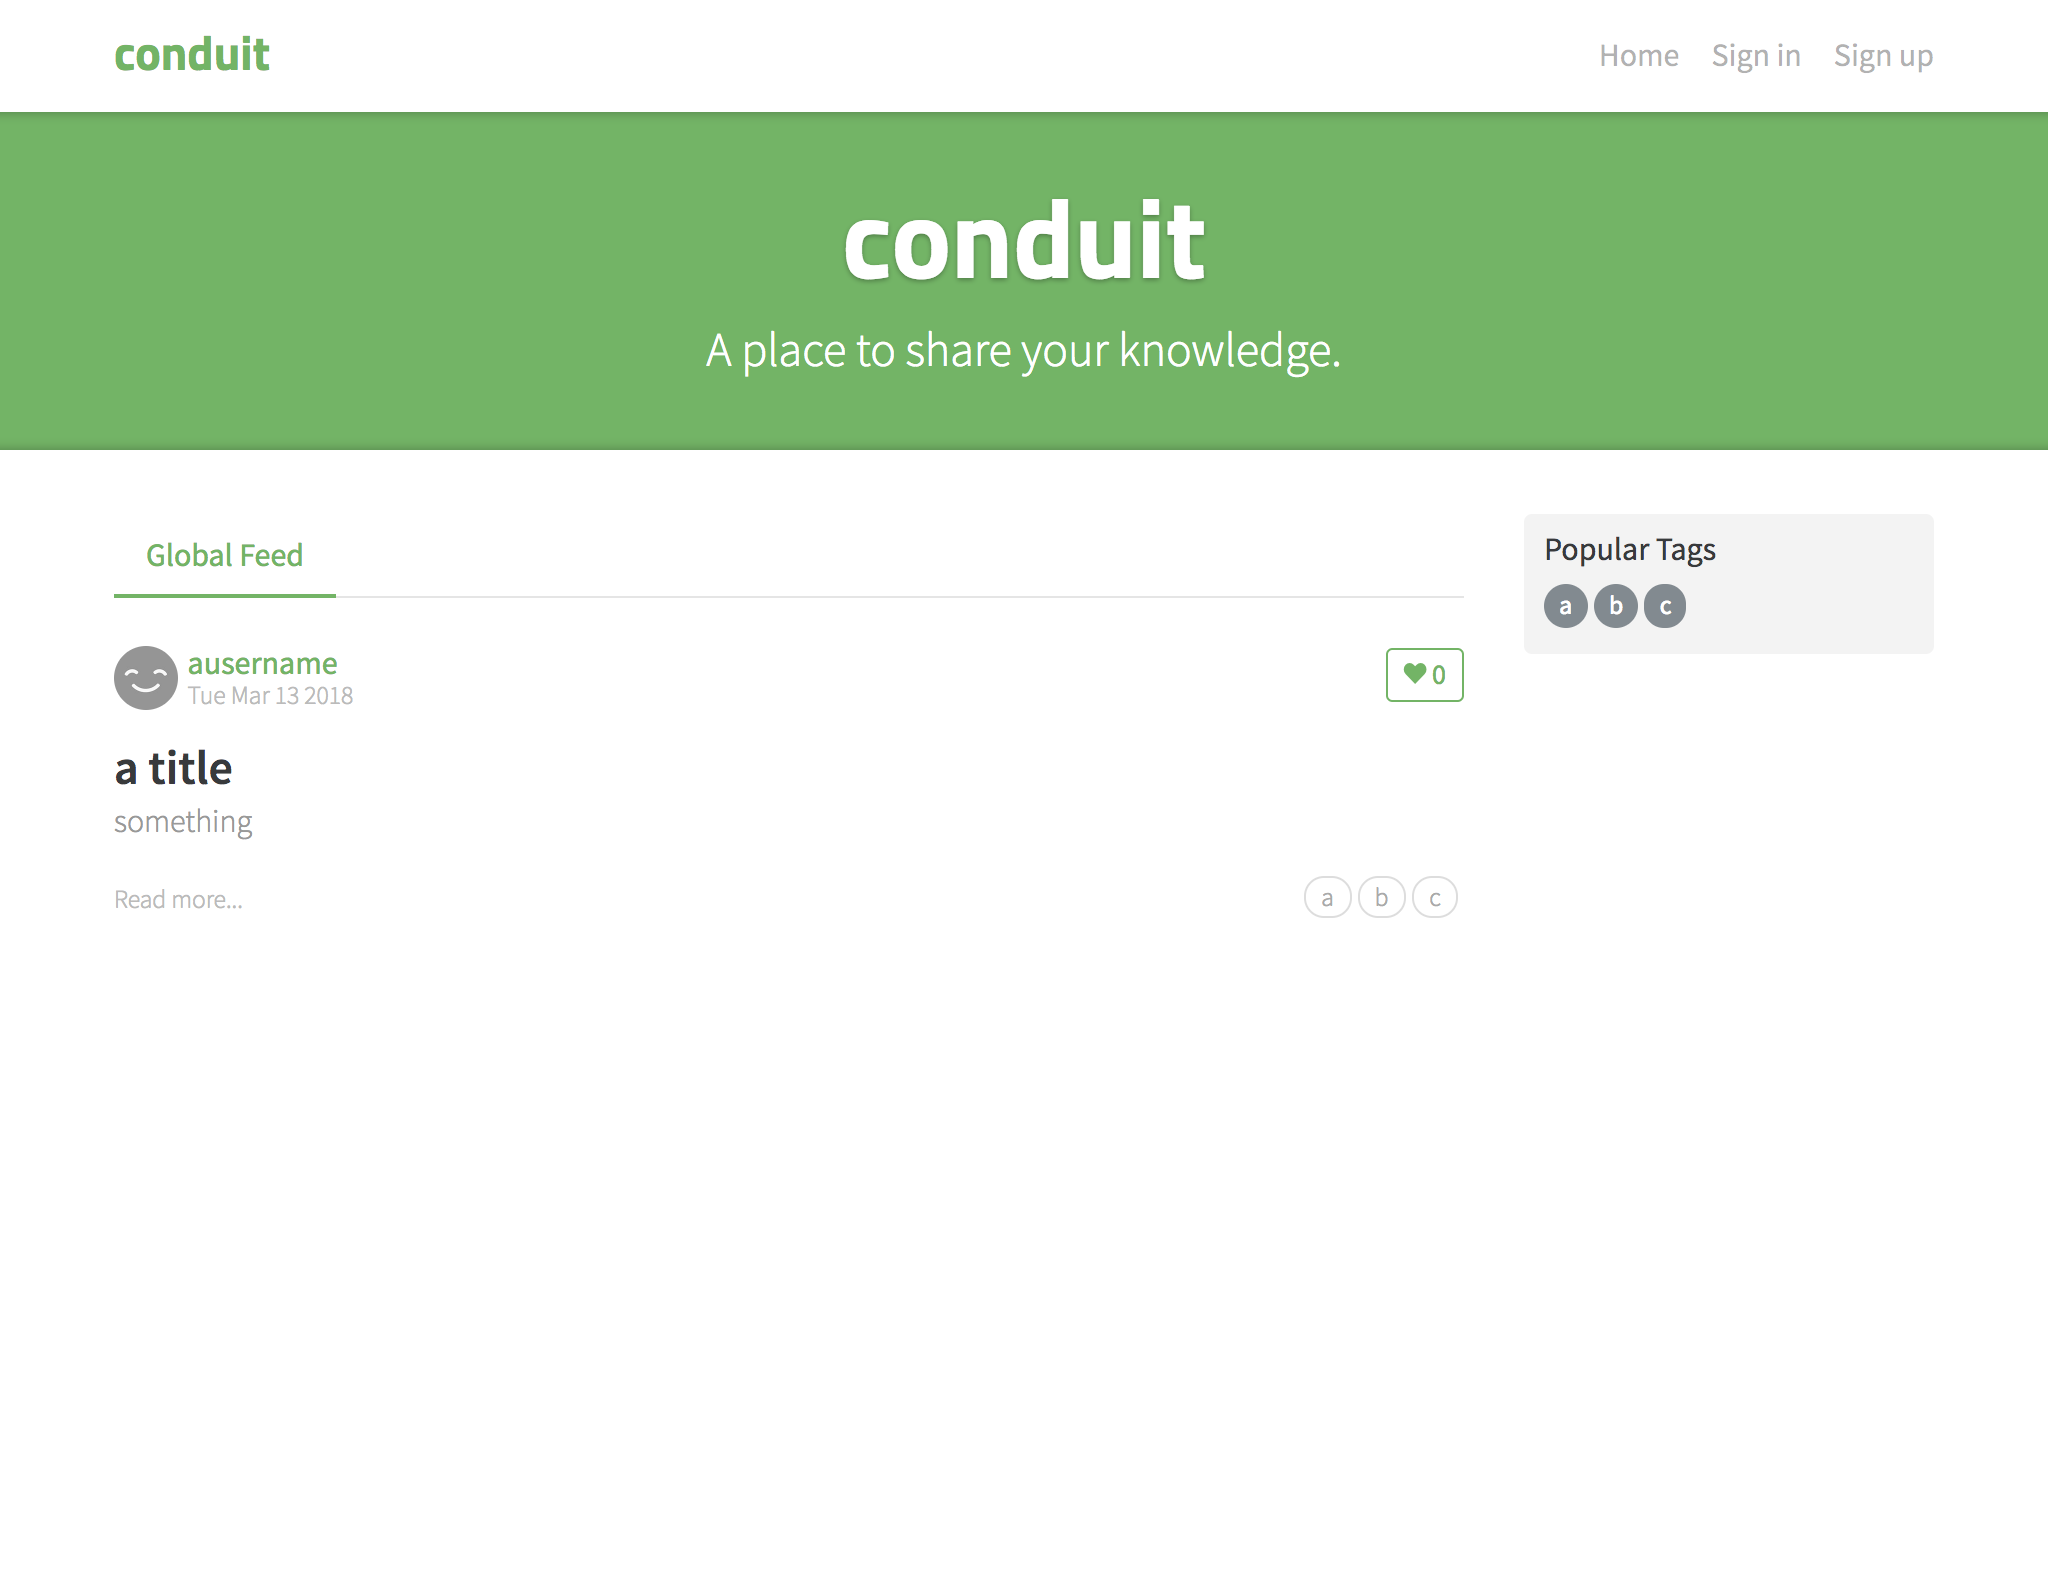 conduit
Home Sign in Sign up
conduit
A place to share your knowledge.
Global Feed
ausername
Tue Mar 13 2018
0
a title
something
Read more...
a b c
Popular Tags
a b c